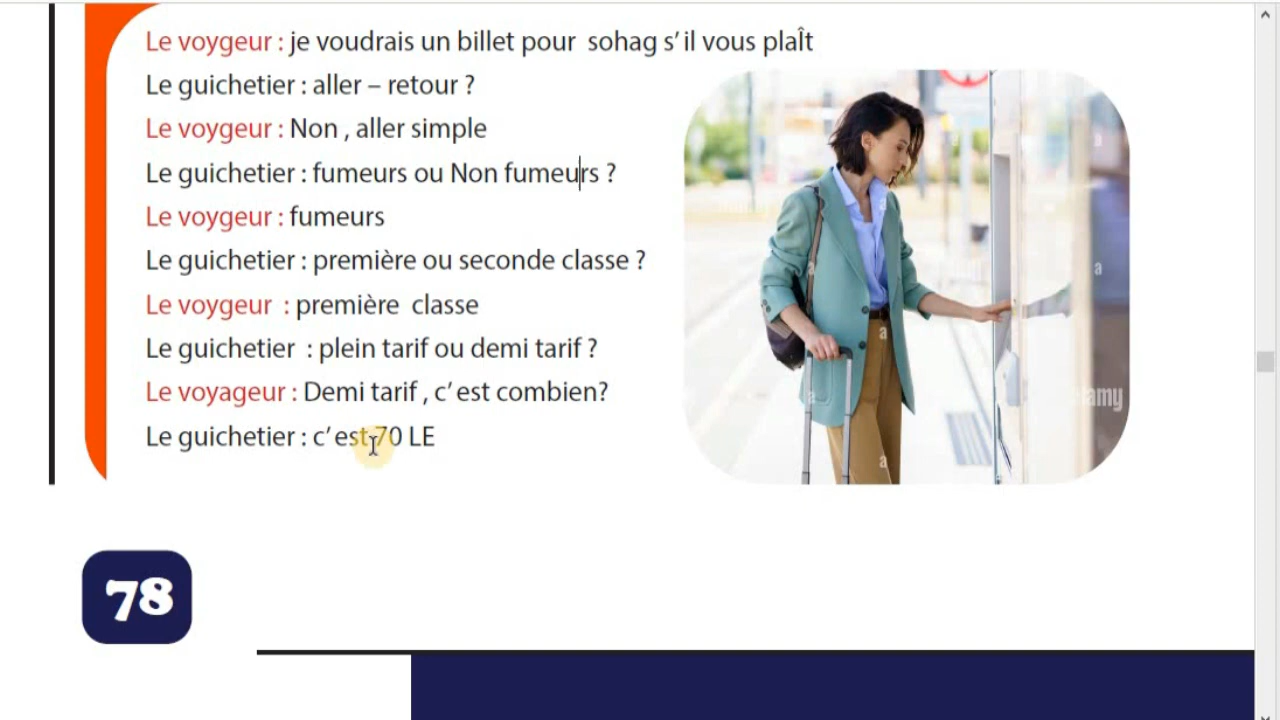 Le voygeur : je voudrais un billet pour sohag s' il vous plaÎt
Le guichetier : aller – retour ?
Le voygeur : Non , aller simple
Le guichetier : fumeurs ou Non fumeurs ?
Le voygeur : fumeurs
Le guichetier : première ou seconde classe ?
Le voygeur : première classe
Le guichetier : plein tarif ou demi tarif ?
Le voyageur : Demi tarif , c' est combien?
Le guichetier : c' est 70 LE
a
a
a
a
a
amy
a
78